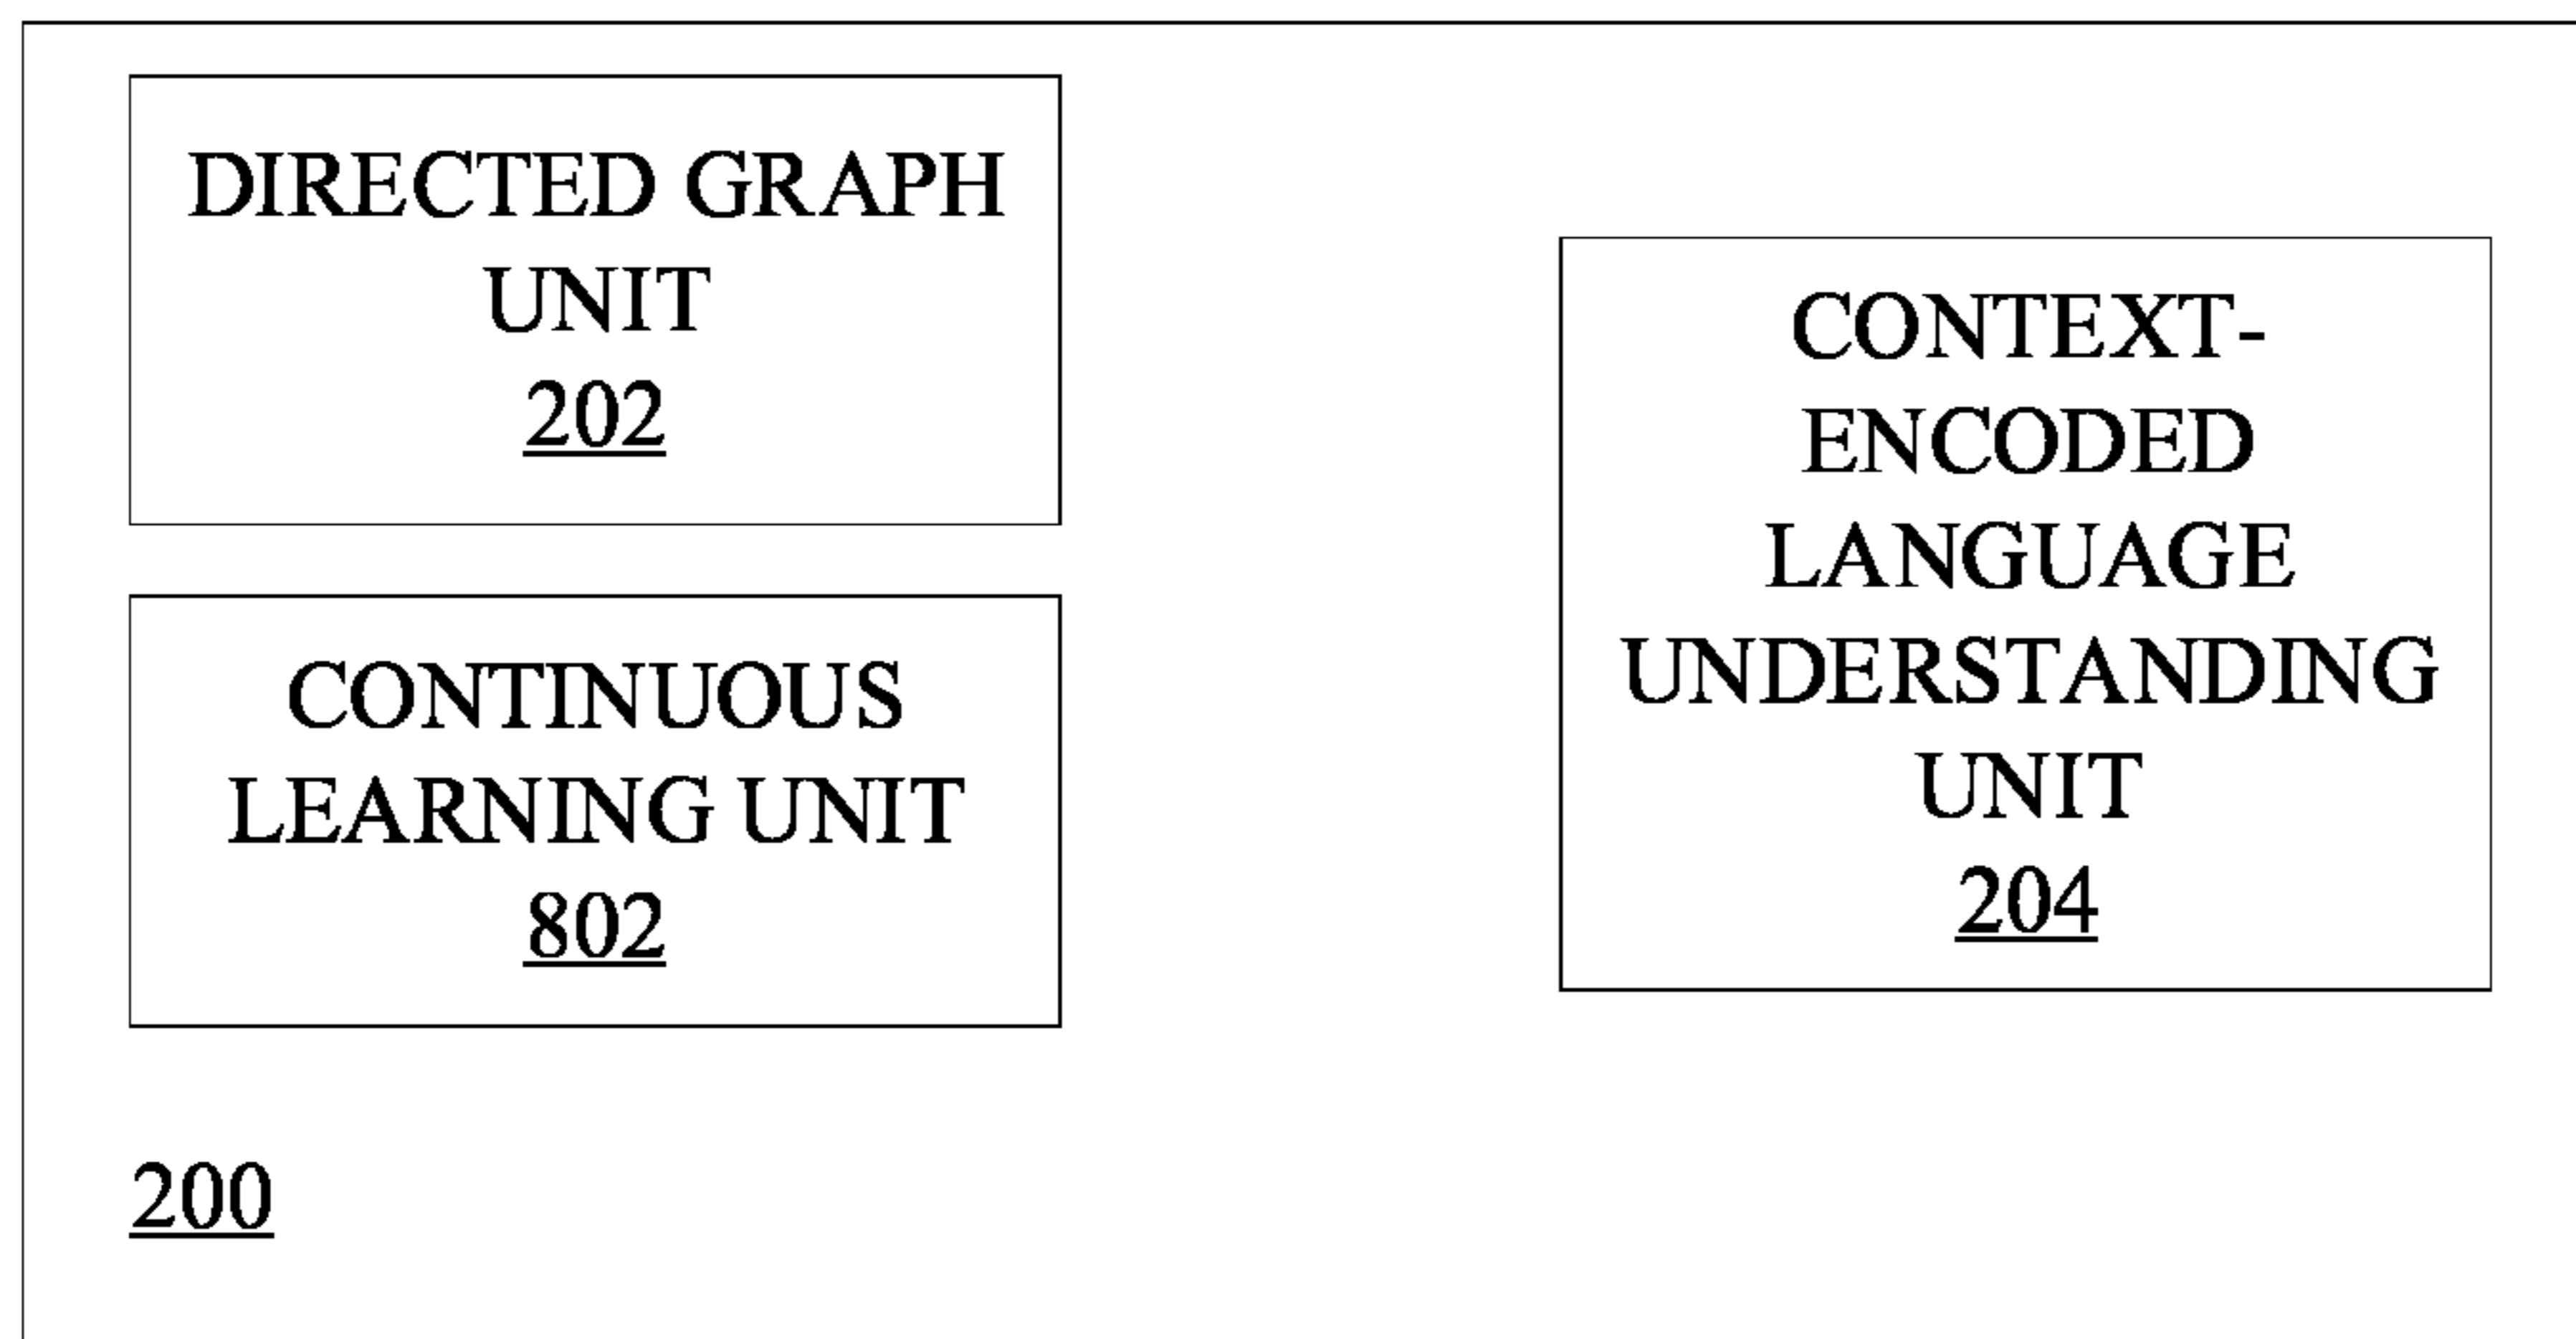 DIRECTED GRAPH
UNIT
202
CONTINUOUS
LEARNING UNIT
802
CONTEXT-
ENCODED
LANGUAGE
UNDERSTANDING
UNIT
204
200